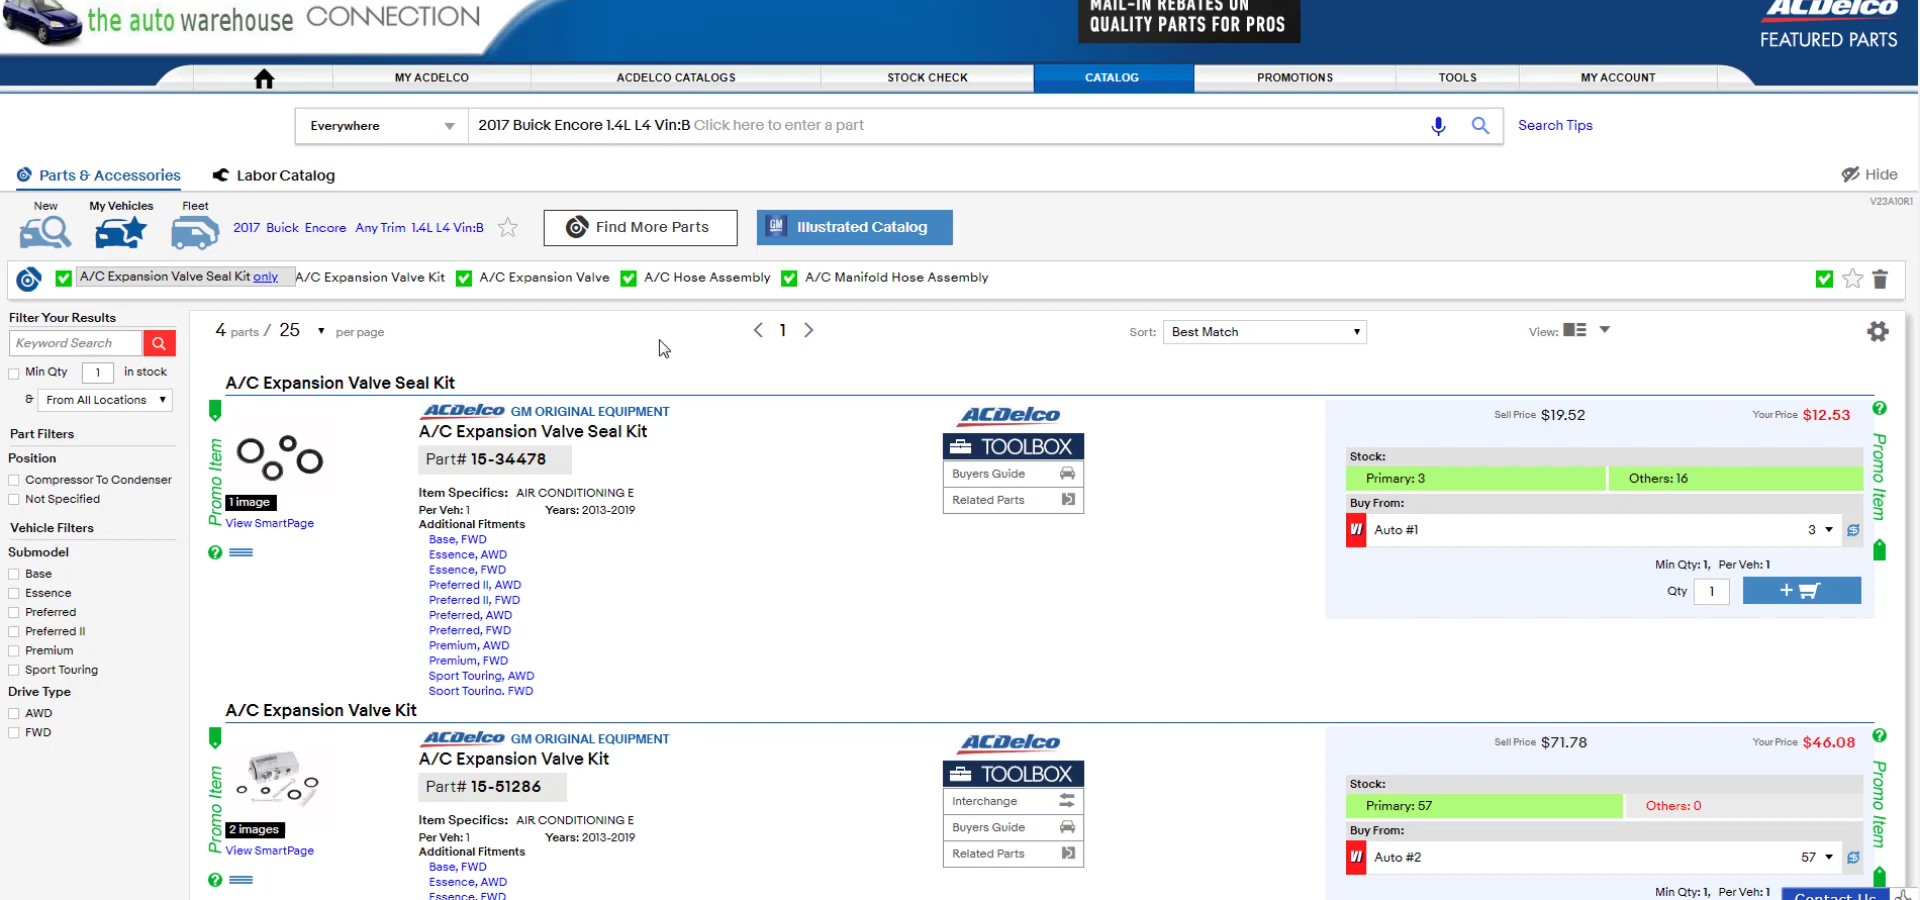 the auto warehouse CONNECTION
MAIL-IN REBATES ON
QUALITY PARTS FOR PROS
ACDelco
FEATURED PARTS
MY ACDELCO
ACDELCO CATALOGS
STOCK CHECK
CATALOG
PROMOTIONS
TOOLS
MY ACCOUNT
Everywhere
2017 Buick Encore 1.4L L4 Vin:B Click here to enter a part
Search Tips
Parts & Accessories
Labor Catalog
Hide
New
My Vehicles
Fleet
2017 Buick Encore Any Trim 1.4L L4 Vin:B
Find More Parts
GM Illustrated Catalog
V23A10R1
A/C Expansion Valve Seal Kit only
A/C Expansion Valve Kit
A/C Expansion Valve
A/C Hose Assembly
A/C Manifold Hose Assembly
Filter Your Results
Keyword Search
Min Qty 1 in stock
& From All Locations
Part Filters
Position
Compressor To Condenser
Not Specified
Vehicle Filters
Submodel
Base
Essence
Preferred
Preferred II
Premium
Sport Touring
Drive Type
AWD
FWD
4 parts / 25 per page
< 1 >
Sort: Best Match
View:
A/C Expansion Valve Seal Kit
Promo Item
1 image
View SmartPage
ACDelco GM ORIGINAL EQUIPMENT
A/C Expansion Valve Seal Kit
Part# 15-34478
Item Specifics: AIR CONDITIONING E
Per Veh: 1 Years: 2013-2019
Additional Fitments
Base, FWD
Essence, AWD
Essence, FWD
Preferred II, AWD
Preferred II, FWD
Preferred, AWD
Preferred, FWD
Premium, AWD
Premium, FWD
Sport Touring, AWD
Sport Touring, FWD
ACDelco
TOOLBOX
Buyers Guide
Related Parts
Sell Price $19.52
Your Price $12.53
Stock:
Primary: 3
Others: 16
Buy From:
Auto #1
3
Min Qty: 1, Per Veh: 1
Qty 1
+
Promo Item
A/C Expansion Valve Kit
Promo Item
2 images
View SmartPage
ACDelco GM ORIGINAL EQUIPMENT
A/C Expansion Valve Kit
Part# 15-51286
Item Specifics: AIR CONDITIONING E
Per Veh: 1 Years: 2013-2019
Additional Fitments
Base, FWD
Essence, AWD
Essence, FWD
ACDelco
TOOLBOX
Interchange
Buyers Guide
Related Parts
Sell Price $71.78
Your Price $46.08
Stock:
Primary: 57
Others: 0
Buy From:
Auto #2
57
Min Qty: 1, Per Veh: 1
Promo Item
Contact Us